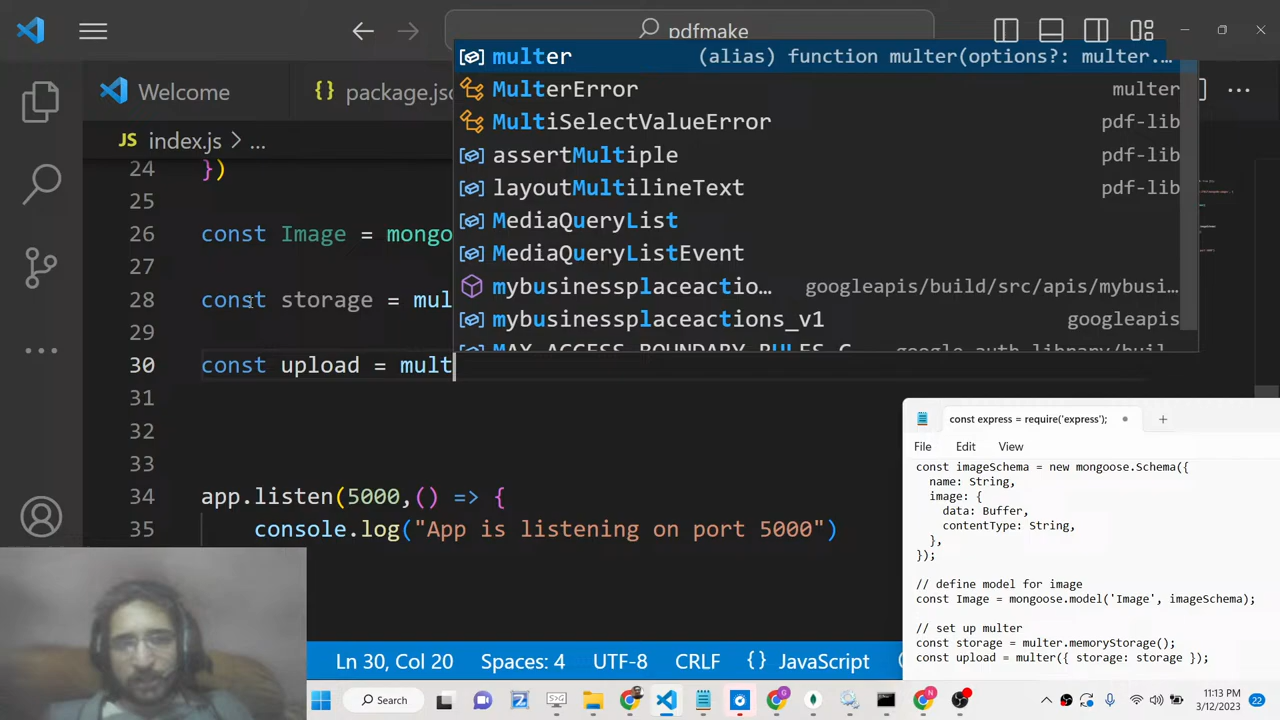 pdfmake
Welcome
{} package.jso
JS index.js > ...
multer (alias) function multer(options?: multer.…
MulterError multer
MultiSelectValueError pdf-lib
assertMultiple pdf-lib
layoutMultilineText pdf-lib
MediaQueryList
MediaQueryListEvent
mybusinessplaceactio… googleapis/build/src/apis/mybusi…
mybusinessplaceactions_v1 googleapis
24 })
25
26 const Image = mongo
27
28 const storage = mul
29
30 const upload = mult
31
32
33
34 app.listen(5000,() => {
35 console.log("App is listening on port 5000")
const express = require('express');
File Edit View
const imageSchema = new mongoose.Schema({
name: String,
image: {
data: Buffer,
contentType: String,
},
});
// define model for image
const Image = mongoose.model('Image', imageSchema);
// set up multer
const storage = multer.memoryStorage();
const upload = multer({ storage: storage });
Ln 30, Col 20 Spaces: 4 UTF-8 CRLF {} JavaScript
Search
11:13 PM
3/12/2023
22